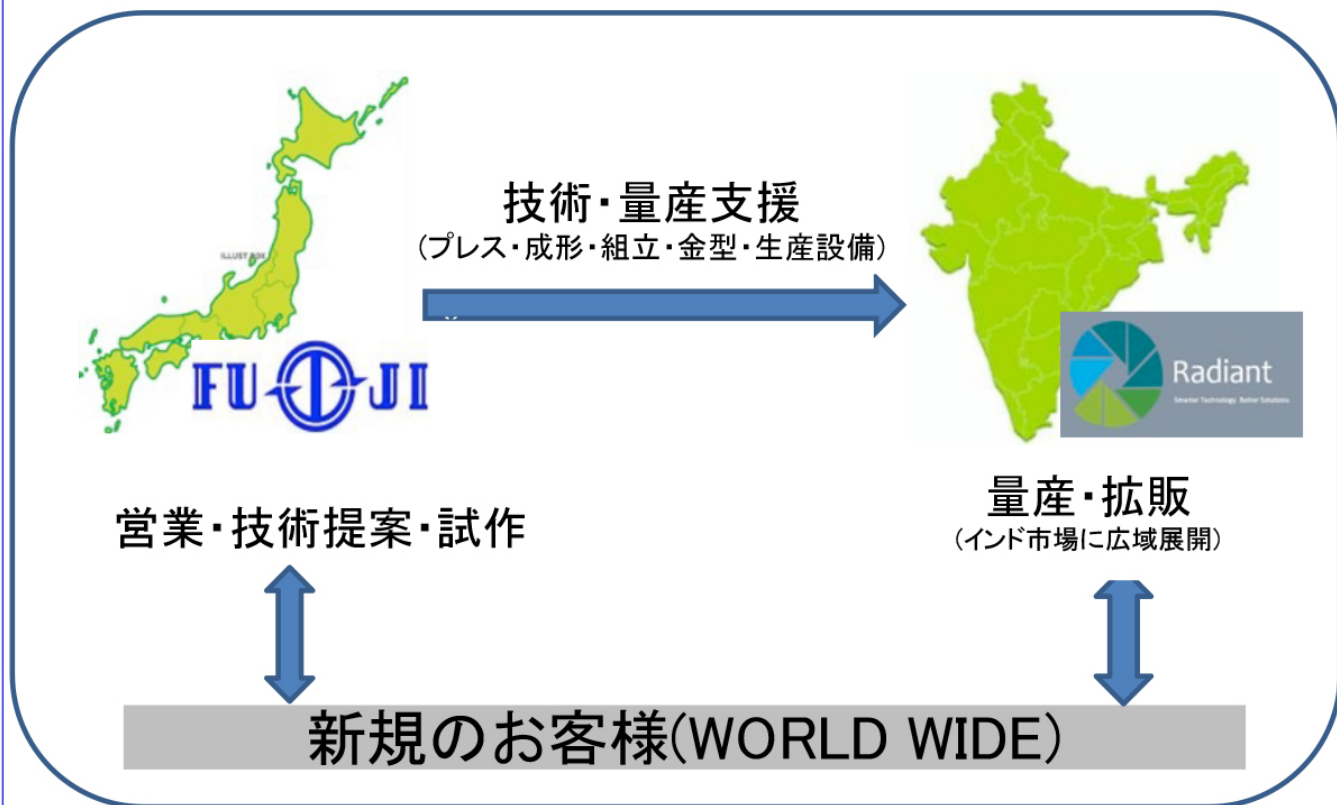 技術・量産支援
(プレス・成形・組立・金型・生産設備)
ILLUST BOX
FUJI
Radiant
Smarter Technology. Better Solutions
営業・技術提案・試作
量産・拡販
(インド市場に広域展開)
新規のお客様(WORLD WIDE)